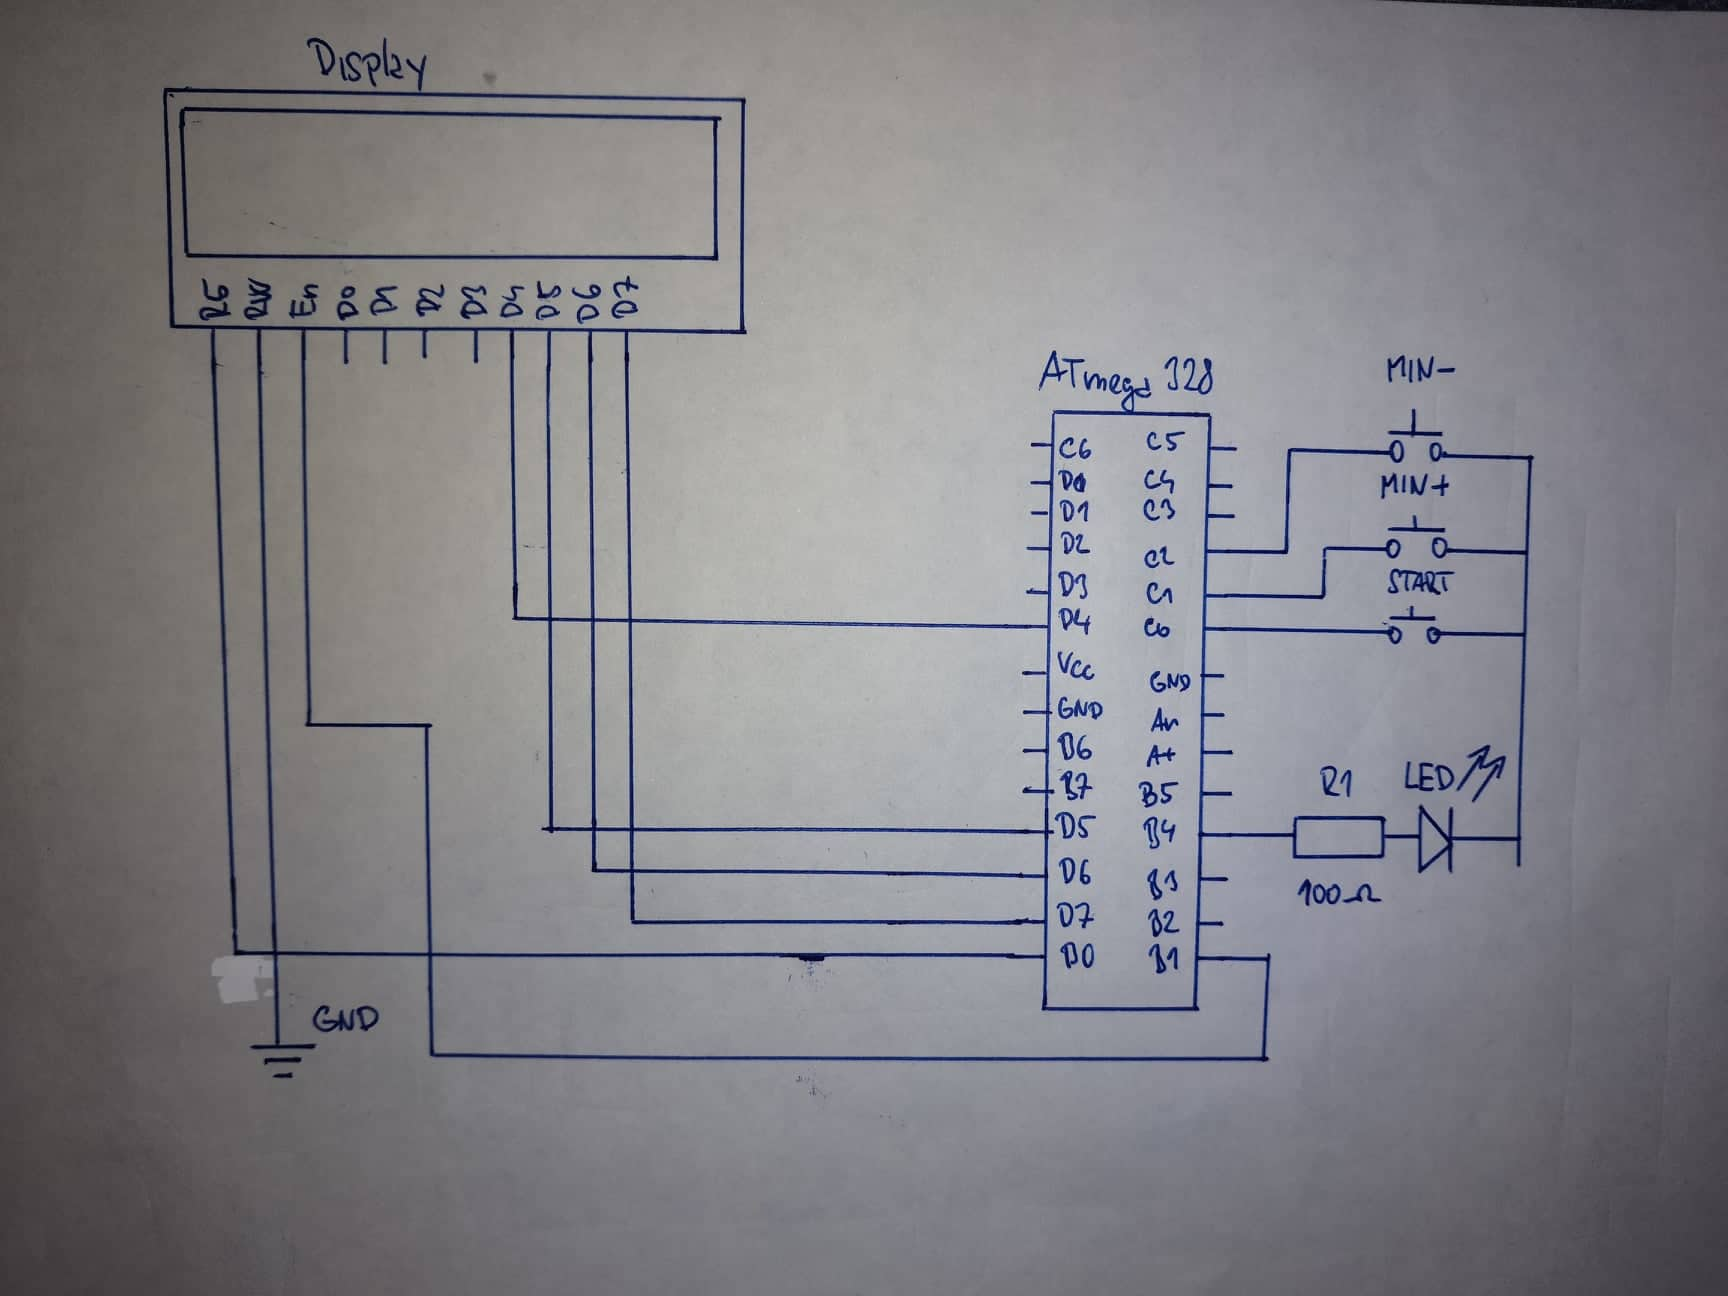 Display
RS
RW
En
D0
D1
D2
D3
D4
D5
D6
D7
ATmega 328
C6
D0
D1
D2
D3
D4
Vcc
GND
B6
B7
D5
D6
D7
B0
C5
C4
C3
C2
C1
C0
GND
Ar
A+
B5
B4
B3
B2
B1
MIN-
MIN+
START
R1
100Ω
LED
GND